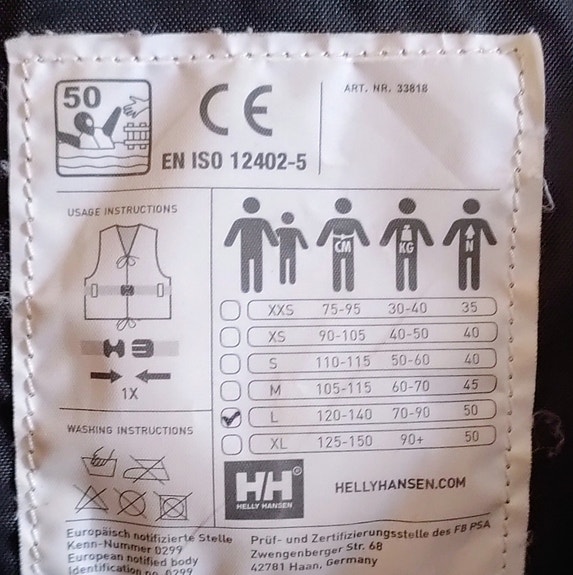 50
CE
ART. NR. 33818
EN ISO 12402-5
USAGE INSTRUCTIONS
CM KG N
XXS 75-95 30-40 35
XS 90-105 40-50 40
S 110-115 50-60 40
M 105-115 60-70 45
L 120-140 70-90 50
XL 125-150 90+ 50
1X
WASHING INSTRUCTIONS
HH®
HELLY HANSEN
HELLYHANSEN.COM
Europäisch notifizierte Stelle
Kenn-Nummer 0299
European notified body
Identification no. 0299
Prüf- und Zertifizierungsstelle des FB PSA
Zwengenberger Str. 68
42781 Haan, Germany